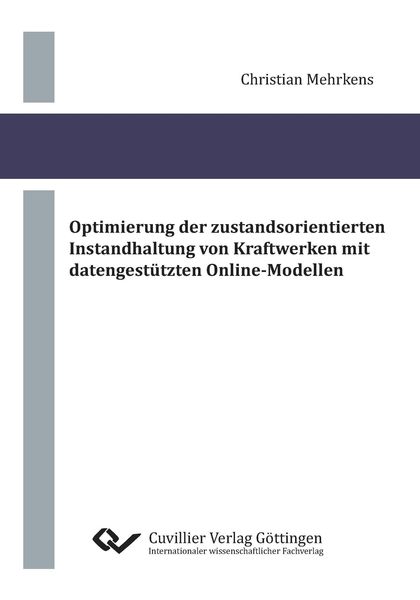 Christian Mehrkens
Optimierung der zustandsorientierten
Instandhaltung von Kraftwerken mit
datengestützten Online-Modellen
Cuvillier Verlag Göttingen
Internationaler wissenschaftlicher Fachverlag